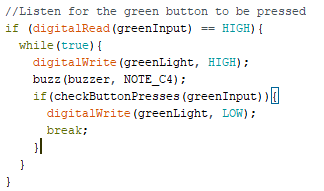 //Listen for the green button to be pressed
if (digitalRead(greenInput) == HIGH){
while(true){
digitalWrite(greenLight, HIGH);
buzz(buzzer, NOTE_C4);
if(checkButtonPresses(greenInput)){
digitalWrite(greenLight, LOW);
break;
}
}
}